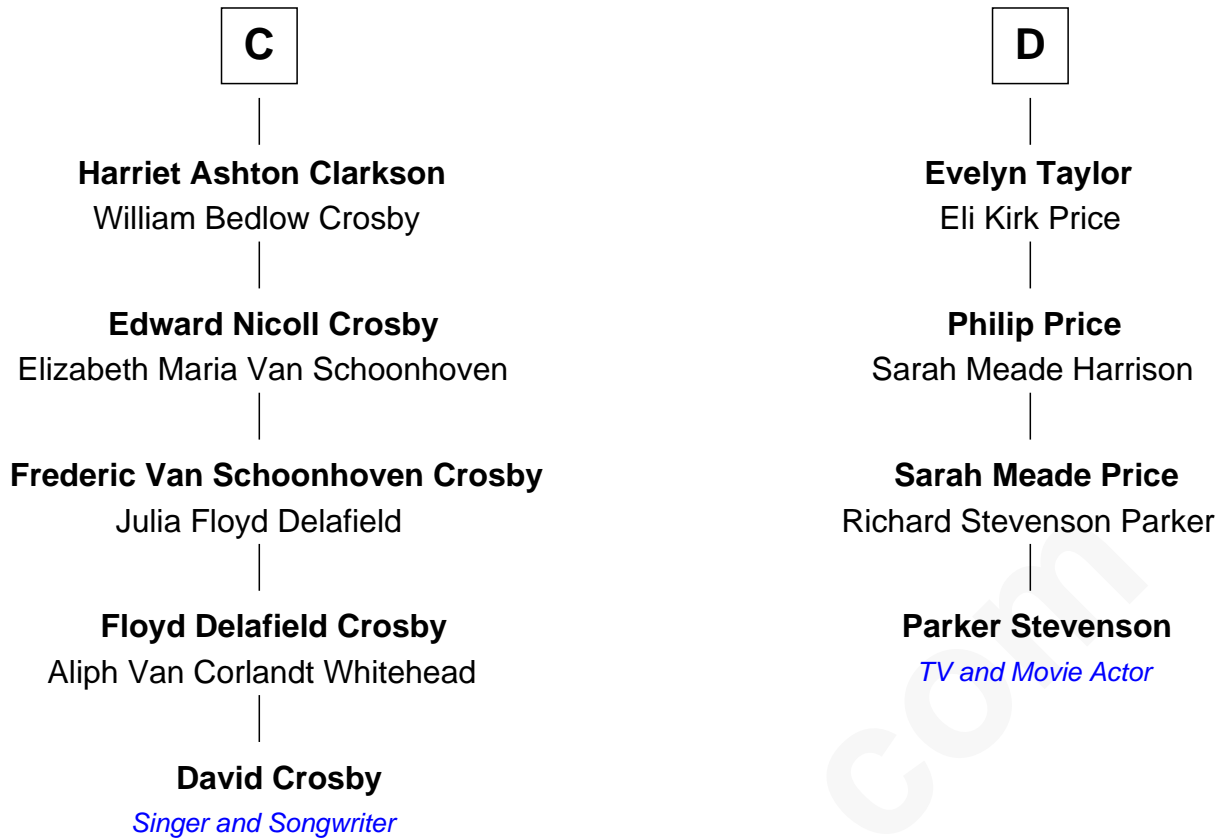 C
Harriet Ashton Clarkson
William Bedlow Crosby
Edward Nicoll Crosby
Elizabeth Maria Van Schoonhoven
Frederic Van Schoonhoven Crosby
Julia Floyd Delafield
Floyd Delafield Crosby
Aliph Van Corlandt Whitehead
David Crosby
Singer and Songwriter
D
Evelyn Taylor
Eli Kirk Price
Philip Price
Sarah Meade Harrison
Sarah Meade Price
Richard Stevenson Parker
Parker Stevenson
TV and Movie Actor
com